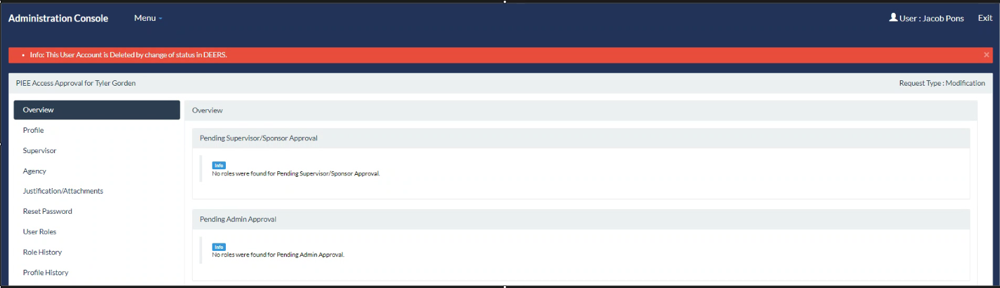 Administration Console Menu User : Jacob Pons Exit
Info: This User Account is Deleted by change of status in DEERS. ×
PIEE Access Approval for Tyler Gorden Request Type : Modification
Overview
Profile
Supervisor
Agency
Justification/Attachments
Reset Password
User Roles
Role History
Profile History
Overview
Pending Supervisor/Sponsor Approval
Info
No roles were found for Pending Supervisor/Sponsor Approval.
Pending Admin Approval
Info
No roles were found for Pending Admin Approval.